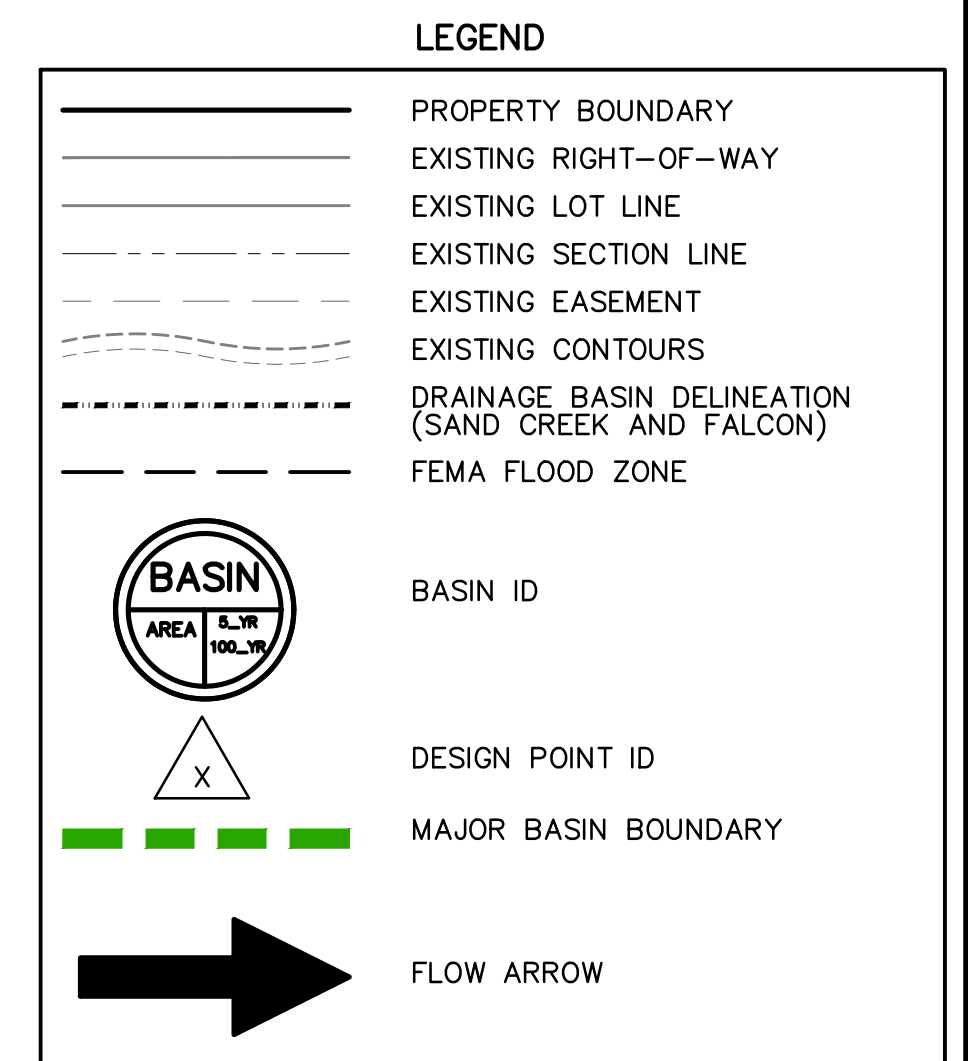 LEGEND
PROPERTY BOUNDARY
EXISTING RIGHT-OF-WAY
EXISTING LOT LINE
EXISTING SECTION LINE
EXISTING EASEMENT
EXISTING CONTOURS
DRAINAGE BASIN DELINEATION
(SAND CREEK AND FALCON)
FEMA FLOOD ZONE
BASIN
AREA
5_YR
100_YR
BASIN ID
X
DESIGN POINT ID
MAJOR BASIN BOUNDARY
FLOW ARROW